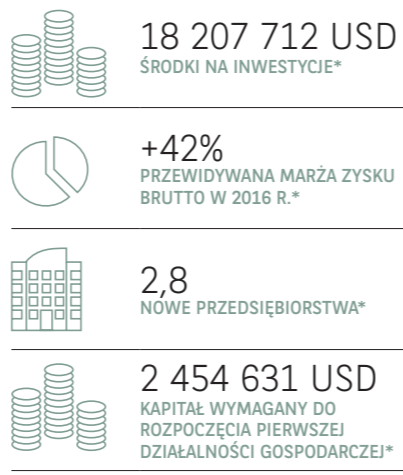 18 207 712 USD
ŚRODKI NA INWESTYCJE*
+42%
PRZEWIDYWANA MARŻA ZYSKU
BRUTTO W 2016 R.*
2,8
NOWE PRZEDSIĘBIORSTWA*
2 454 631 USD
KAPITAŁ WYMAGANY DO
ROZPOCZĘCIA PIERWSZEJ
DZIAŁALNOŚCI GOSPODARCZEJ*